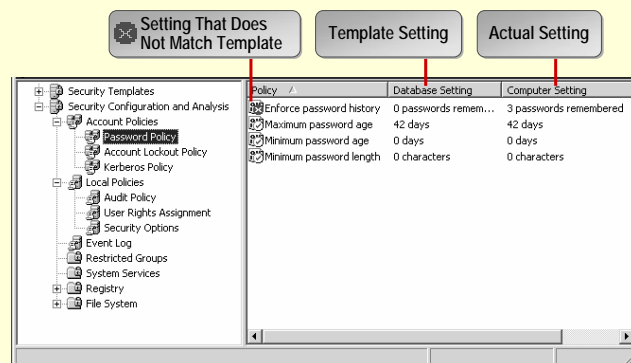 Setting That Does
Not Match Template
Template Setting
Actual Setting
Security Templates
Security Configuration and Analysis
Account Policies
Password Policy
Account Lockout Policy
Kerberos Policy
Local Policies
Audit Policy
User Rights Assignment
Security Options
Event Log
Restricted Groups
System Services
Registry
File System
Policy Database Setting Computer Setting
Enforce password history 0 passwords remem... 3 passwords remembered
Maximum password age 42 days 42 days
Minimum password age 0 days 0 days
Minimum password length 0 characters 0 characters